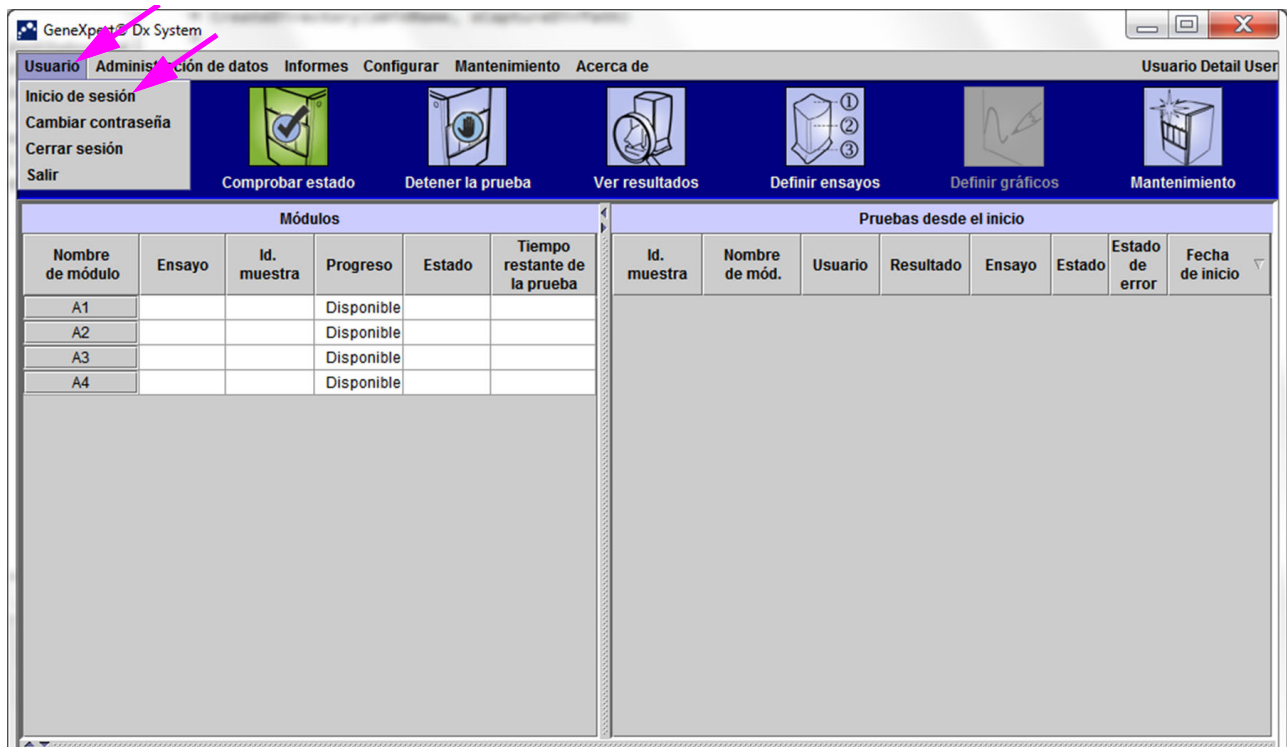 GeneXpert® Dx System
Usuario Administración de datos Informes Configurar Mantenimiento Acerca de Usuario Detail User
Inicio de sesión
Cambiar contraseña
Cerrar sesión
Salir
Comprobar estado Detener la prueba Ver resultados Definir ensayos Definir gráficos Mantenimiento
Módulos
Nombre de módulo
Ensayo
Id. muestra
Progreso
Estado
Tiempo restante de la prueba
A1 Disponible
A2 Disponible
A3 Disponible
A4 Disponible
Pruebas desde el inicio
Id. muestra
Nombre de mód.
Usuario
Resultado
Ensayo
Estado
Estado de error
Fecha de inicio